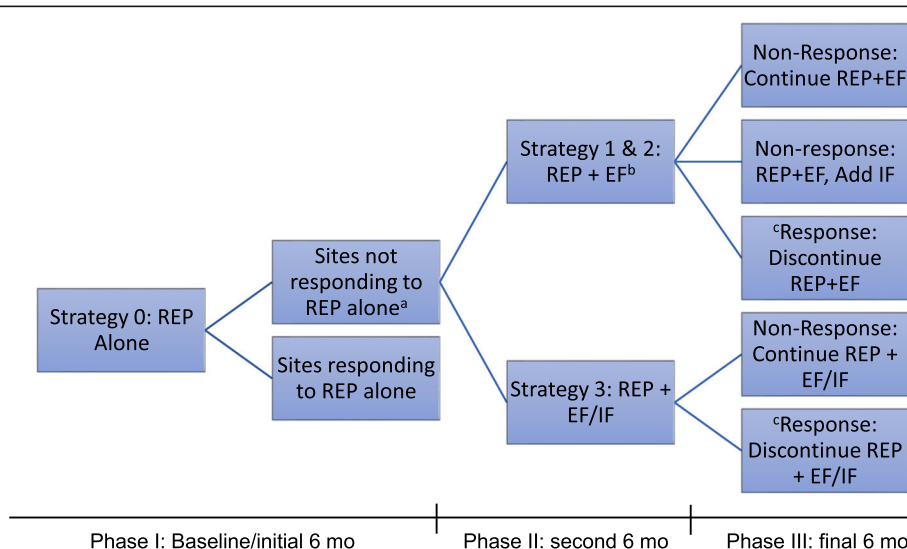 Strategy 0: REP
Alone
Sites not
responding to
REP aloneᵃ
Sites responding
to REP alone
Strategy 1 & 2:
REP + EFᵇ
Strategy 3: REP +
EF/IF
Non-Response:
Continue REP+EF
Non-response:
REP+EF, Add IF
ᶜResponse:
Discontinue
REP+EF
Non-Response:
Continue REP +
EF/IF
ᶜResponse:
Discontinue REP
+ EF/IF
Phase I: Baseline/initial 6 mo
Phase II: second 6 mo
Phase III: final 6 mo